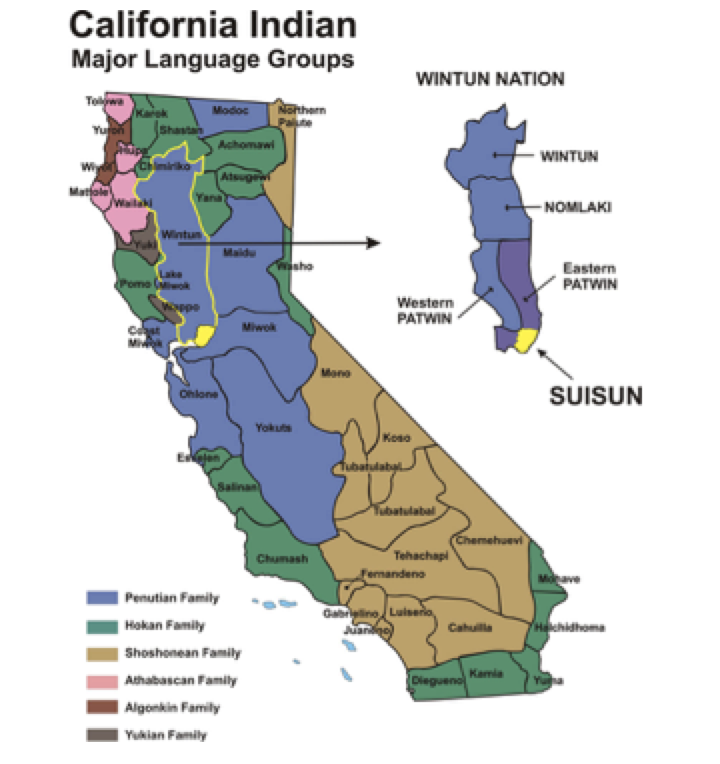 California Indian
Major Language Groups
WINTUN NATION
Tolowa
Karok
Modoc
Northern
Paiute
Yuron
Shastan
Achomawi
Hupa
Wiyot
Chimiriko
Atsugewi
Mattole
Wailaki
Yana
Wintun
Yuki
Maidu
Washo
Pomo
Lake
Miwok
Wappo
Coast
Miwok
Miwok
Mono
Ohlone
Yokuts
Koso
Esselen
Tubatulabal
Salinan
Tubatulabal
Chemehuevi
Chumash
Tehachapi
Fernandeno
Mohave
Gabrielino
Luiseno
Juaneno
Cahuilla
Halchidhoma
Diegueno
Kamia
Yuma
WINTUN
NOMLAKI
Eastern
PATWIN
Western
PATWIN
SUISUN
Penutian Family
Hokan Family
Shoshonean Family
Athabascan Family
Algonkin Family
Yukian Family